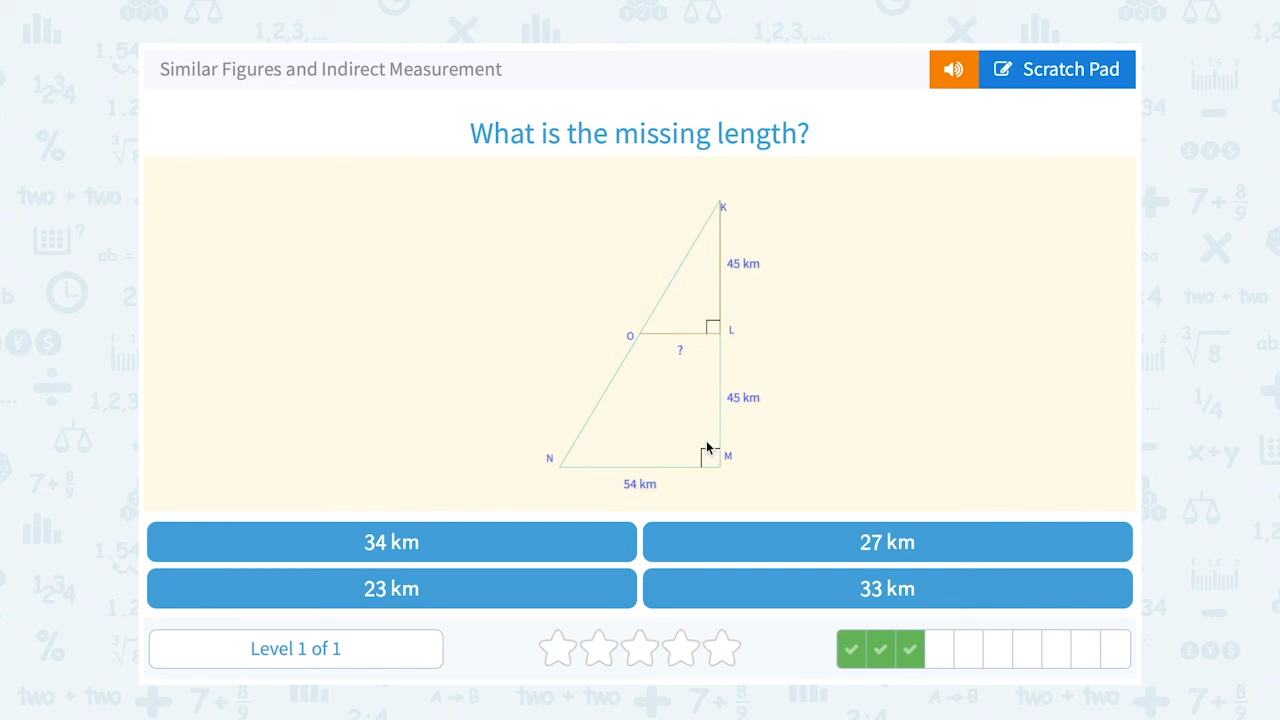 Similar Figures and Indirect Measurement
Scratch Pad
What is the missing length?
K
45 km
O
L
?
45 km
N
M
54 km
34 km
27 km
23 km
33 km
Level 1 of 1